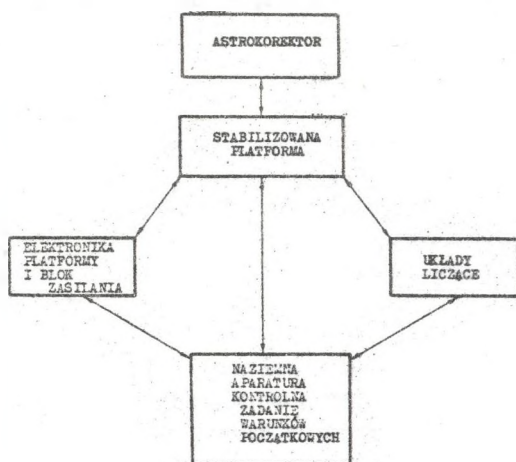 ASTROKOREKTOR
STABILIZOWANA
PLATFORMA
ELEKTRONIKA
PLATFORMY
I BLOK
ZASILANIA
UKŁADY
LICZĄCE
NAZIEMNA
APARATURA
KONTROLNA
ZADANIE
WARUNKÓW
POCZĄTKOWYCH